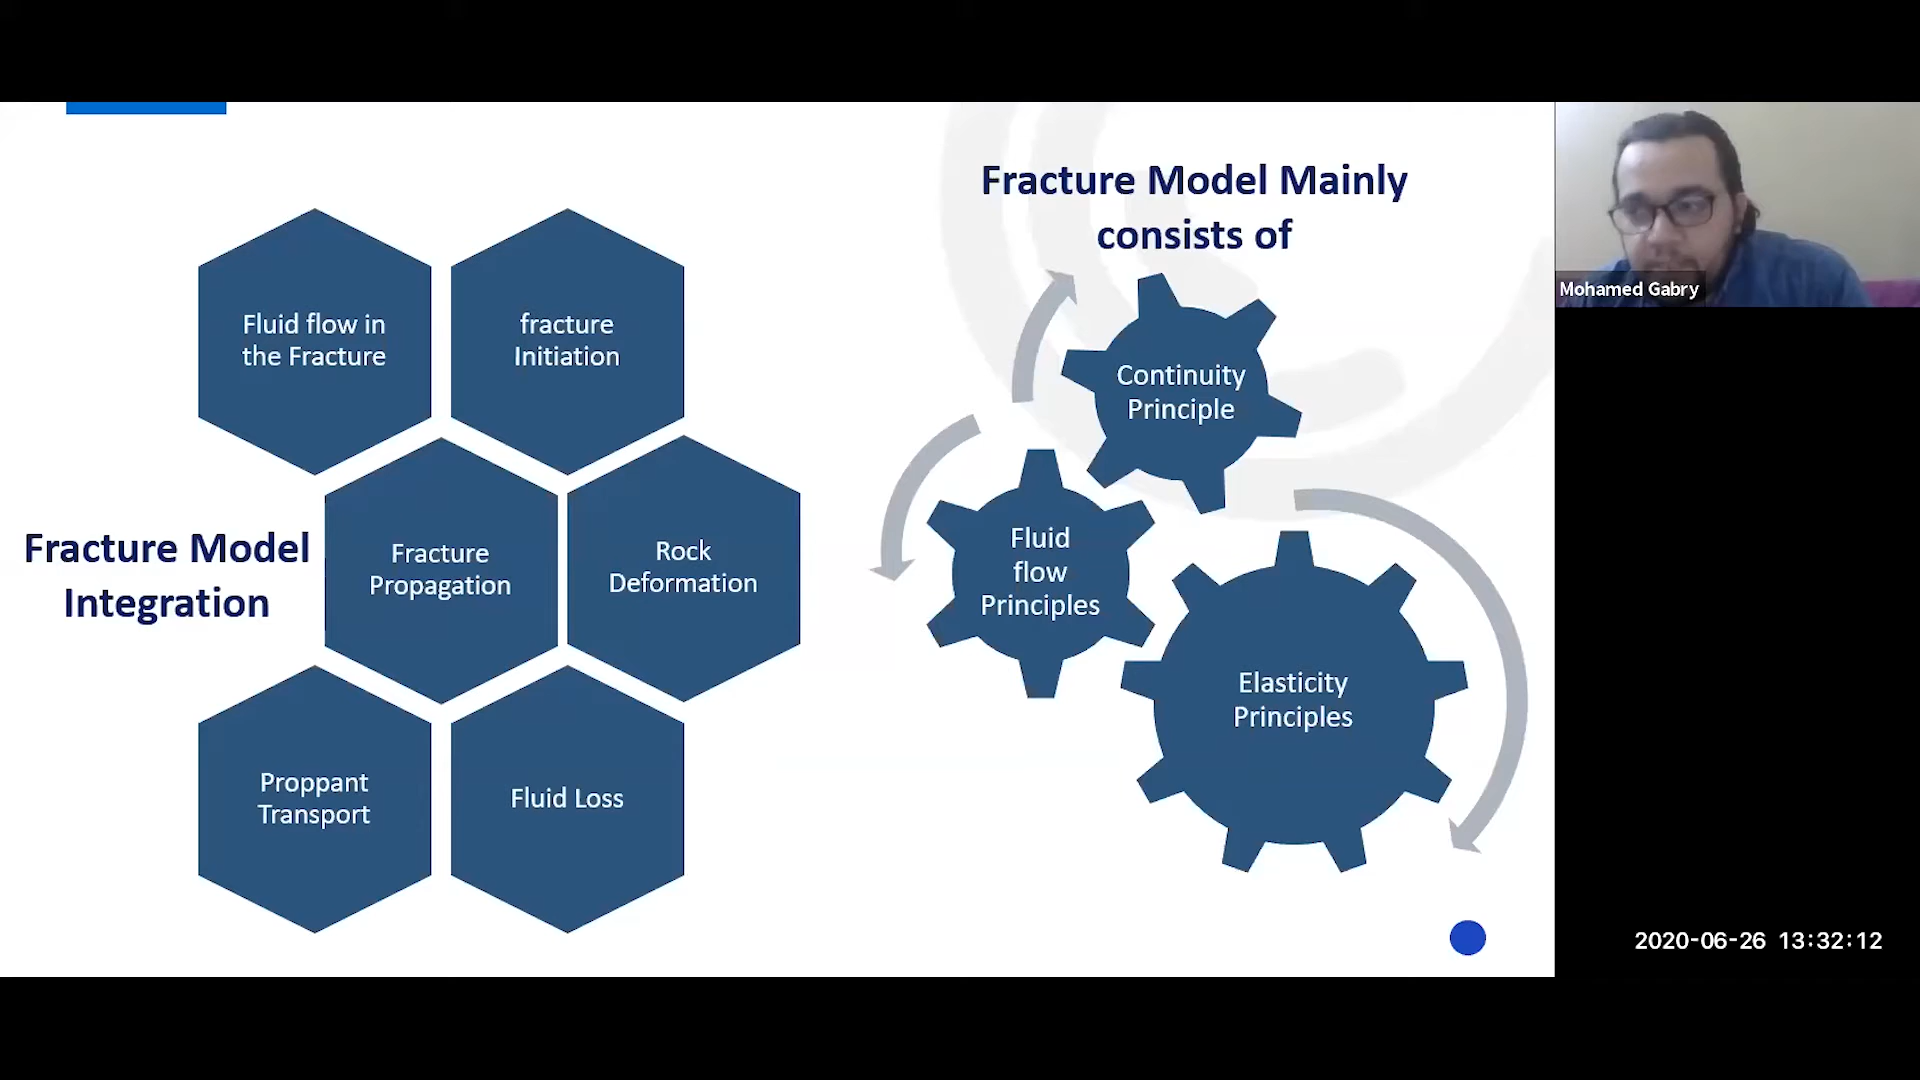 Fracture Model Mainly
consists of
Fluid flow in
the Fracture
fracture
Initiation
Fracture Model
Integration
Fracture
Propagation
Rock
Deformation
Proppant
Transport
Fluid Loss
Continuity
Principle
Fluid
flow
Principles
Elasticity
Principles
Mohamed Gabry
2020-06-26 13:32:12